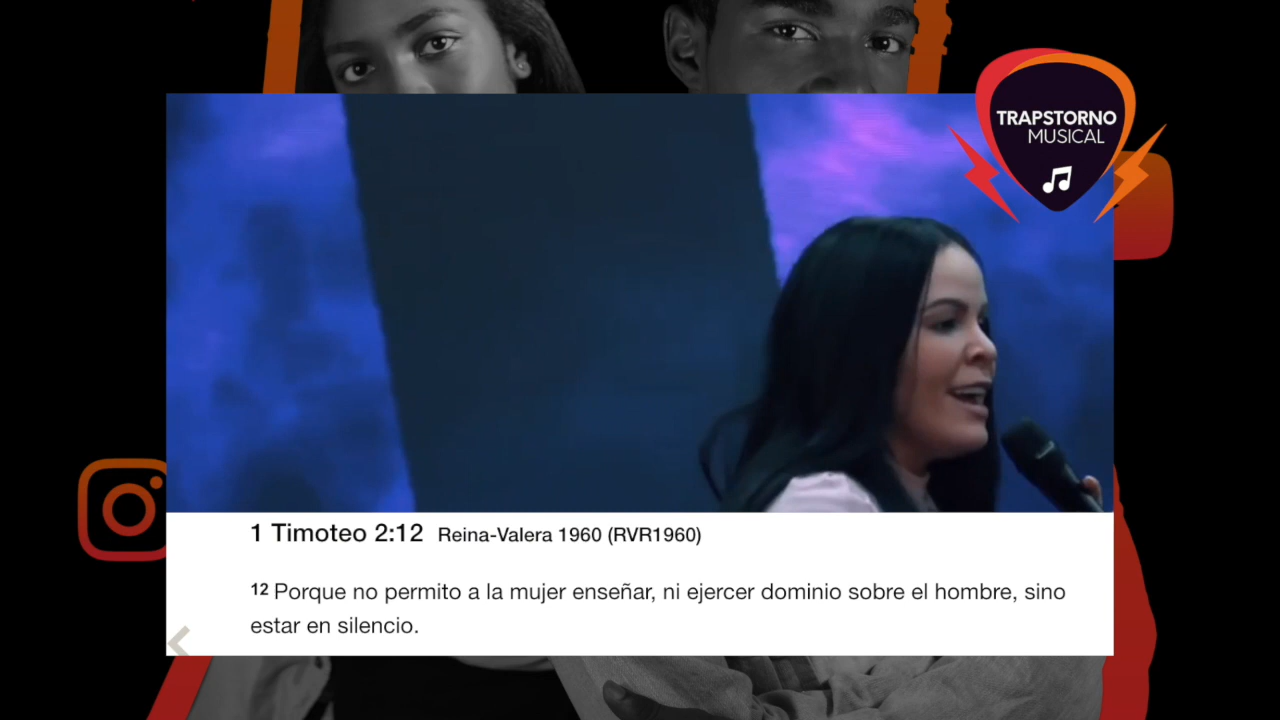 TRAPSTORNO
MUSICAL
1 Timoteo 2:12 Reina-Valera 1960 (RVR1960)
12 Porque no permito a la mujer enseñar, ni ejercer dominio sobre el hombre, sino
estar en silencio.